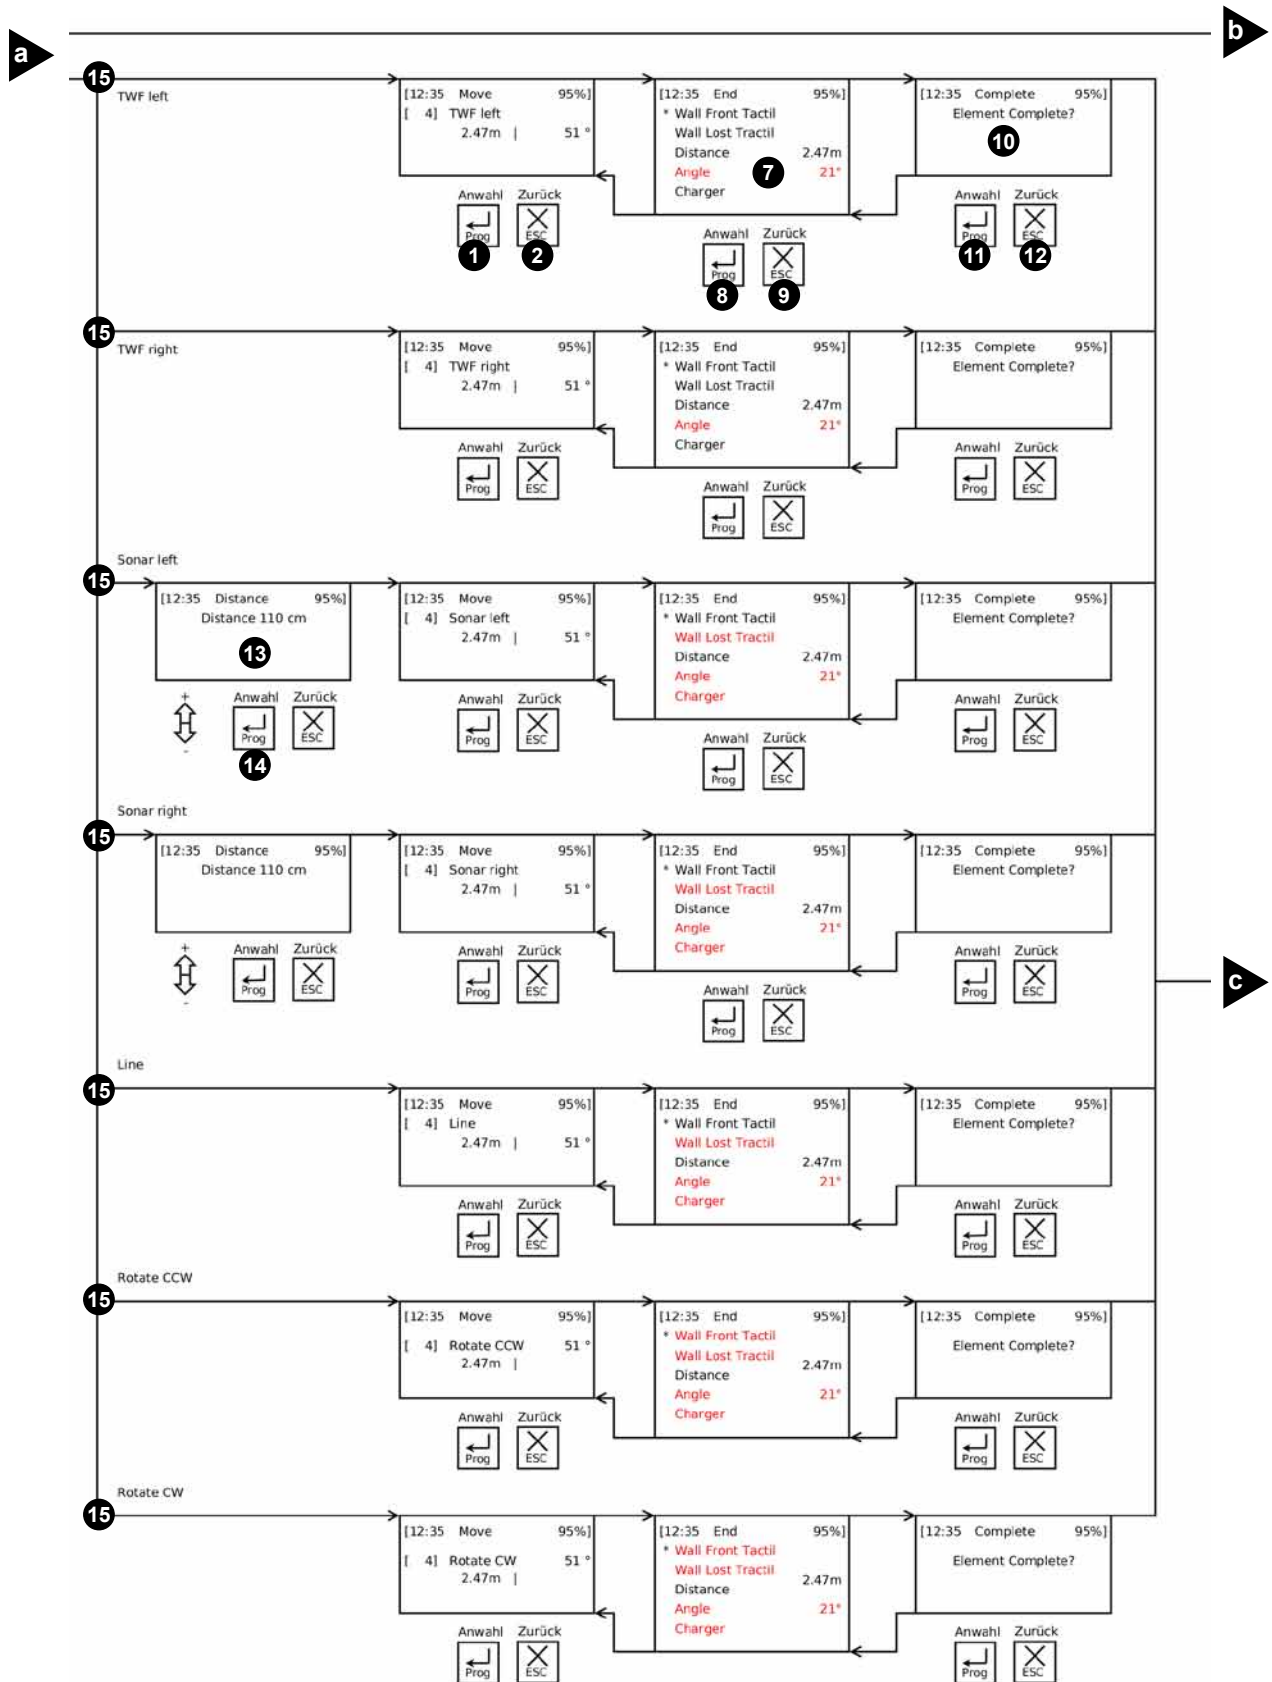 b
a
15
TWF left
[12:35 Move 95%]
[ 4] TWF left
2.47m | 51 °
[12:35 End 95%]
* Wall Front Tactil
Wall Lost Tractil
Distance 2.47m
Angle 21°
Charger
7
[12:35 Complete 95%]
Element Complete?
10
Anwahl Zurück
Prog ESC
1 2
Anwahl Zurück
Prog ESC
8 9
Anwahl Zurück
Prog ESC
11 12
15
TWF right
[12:35 Move 95%]
[ 4] TWF right
2.47m | 51 °
[12:35 End 95%]
* Wall Front Tactil
Wall Lost Tractil
Distance 2.47m
Angle 21°
Charger
[12:35 Complete 95%]
Element Complete?
Anwahl Zurück
Prog ESC
Anwahl Zurück
Prog ESC
Anwahl Zurück
Prog ESC
Sonar left
15
[12:35 Distance 95%]
Distance 110 cm
13
[12:35 Move 95%]
[ 4] Sonar left
2.47m | 51 °
[12:35 End 95%]
* Wall Front Tactil
Wall Lost Tractil
Distance 2.47m
Angle 21°
Charger
[12:35 Complete 95%]
Element Complete?
+
-
Anwahl Zurück
Prog ESC
14
Anwahl Zurück
Prog ESC
Anwahl Zurück
Prog ESC
Anwahl Zurück
Prog ESC
Sonar right
15
[12:35 Distance 95%]
Distance 110 cm
[12:35 Move 95%]
[ 4] Sonar right
2.47m | 51 °
[12:35 End 95%]
* Wall Front Tactil
Wall Lost Tractil
Distance 2.47m
Angle 21°
Charger
[12:35 Complete 95%]
Element Complete?
+
-
Anwahl Zurück
Prog ESC
Anwahl Zurück
Prog ESC
Anwahl Zurück
Prog ESC
Anwahl Zurück
Prog ESC
c
Line
15
[12:35 Move 95%]
[ 4] Line
2.47m | 51 °
[12:35 End 95%]
* Wall Front Tactil
Wall Lost Tractil
Distance 2.47m
Angle 21°
Charger
[12:35 Complete 95%]
Element Complete?
Anwahl Zurück
Prog ESC
Anwahl Zurück
Prog ESC
Rotate CCW
15
[12:35 Move 95%]
[ 4] Rotate CCW 51 °
2.47m |
[12:35 End 95%]
* Wall Front Tactil
Wall Lost Tractil
2.47m
Distance
Angle 21°
Charger
[12:35 Complete 95%]
Element Complete?
Anwahl Zurück
Prog ESC
Anwahl Zurück
Prog ESC
Rotate CW
15
[12:35 Move 95%]
[ 4] Rotate CW 51 °
2.47m |
[12:35 End 95%]
* Wall Front Tactil
Wall Lost Tractil
2.47m
Distance
Angle 21°
Charger
[12:35 Complete 95%]
Element Complete?
Anwahl Zurück
Prog ESC
Anwahl Zurück
Prog ESC